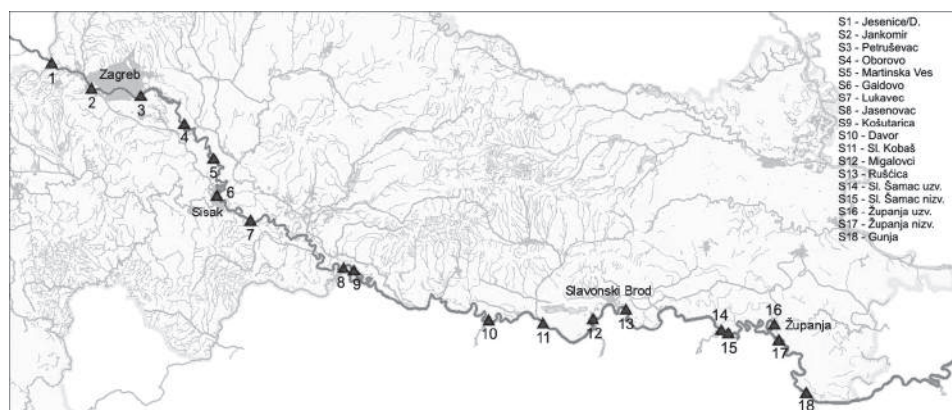 S1 - Jesenice/D.
S2 - Jankomir
S3 - Petruševac
S4 - Oborovo
S5 - Martinska Ves
S6 - Galdovo
S7 - Lukavec
S8 - Jasenovac
S9 - Košutarica
S10 - Davor
S11 - Sl. Kobaš
S12 - Migalovci
S13 - Rušćica
S14 - Sl. Šamac uzv.
S15 - Sl. Šamac nizv.
S16 - Županja uzv.
S17 - Županja nizv.
S18 - Gunja
Zagreb
1
2
3
4
5
6
Sisak
7
8
9
Slavonski Brod
10
11
12
13
14
15
16
Županja
17
18